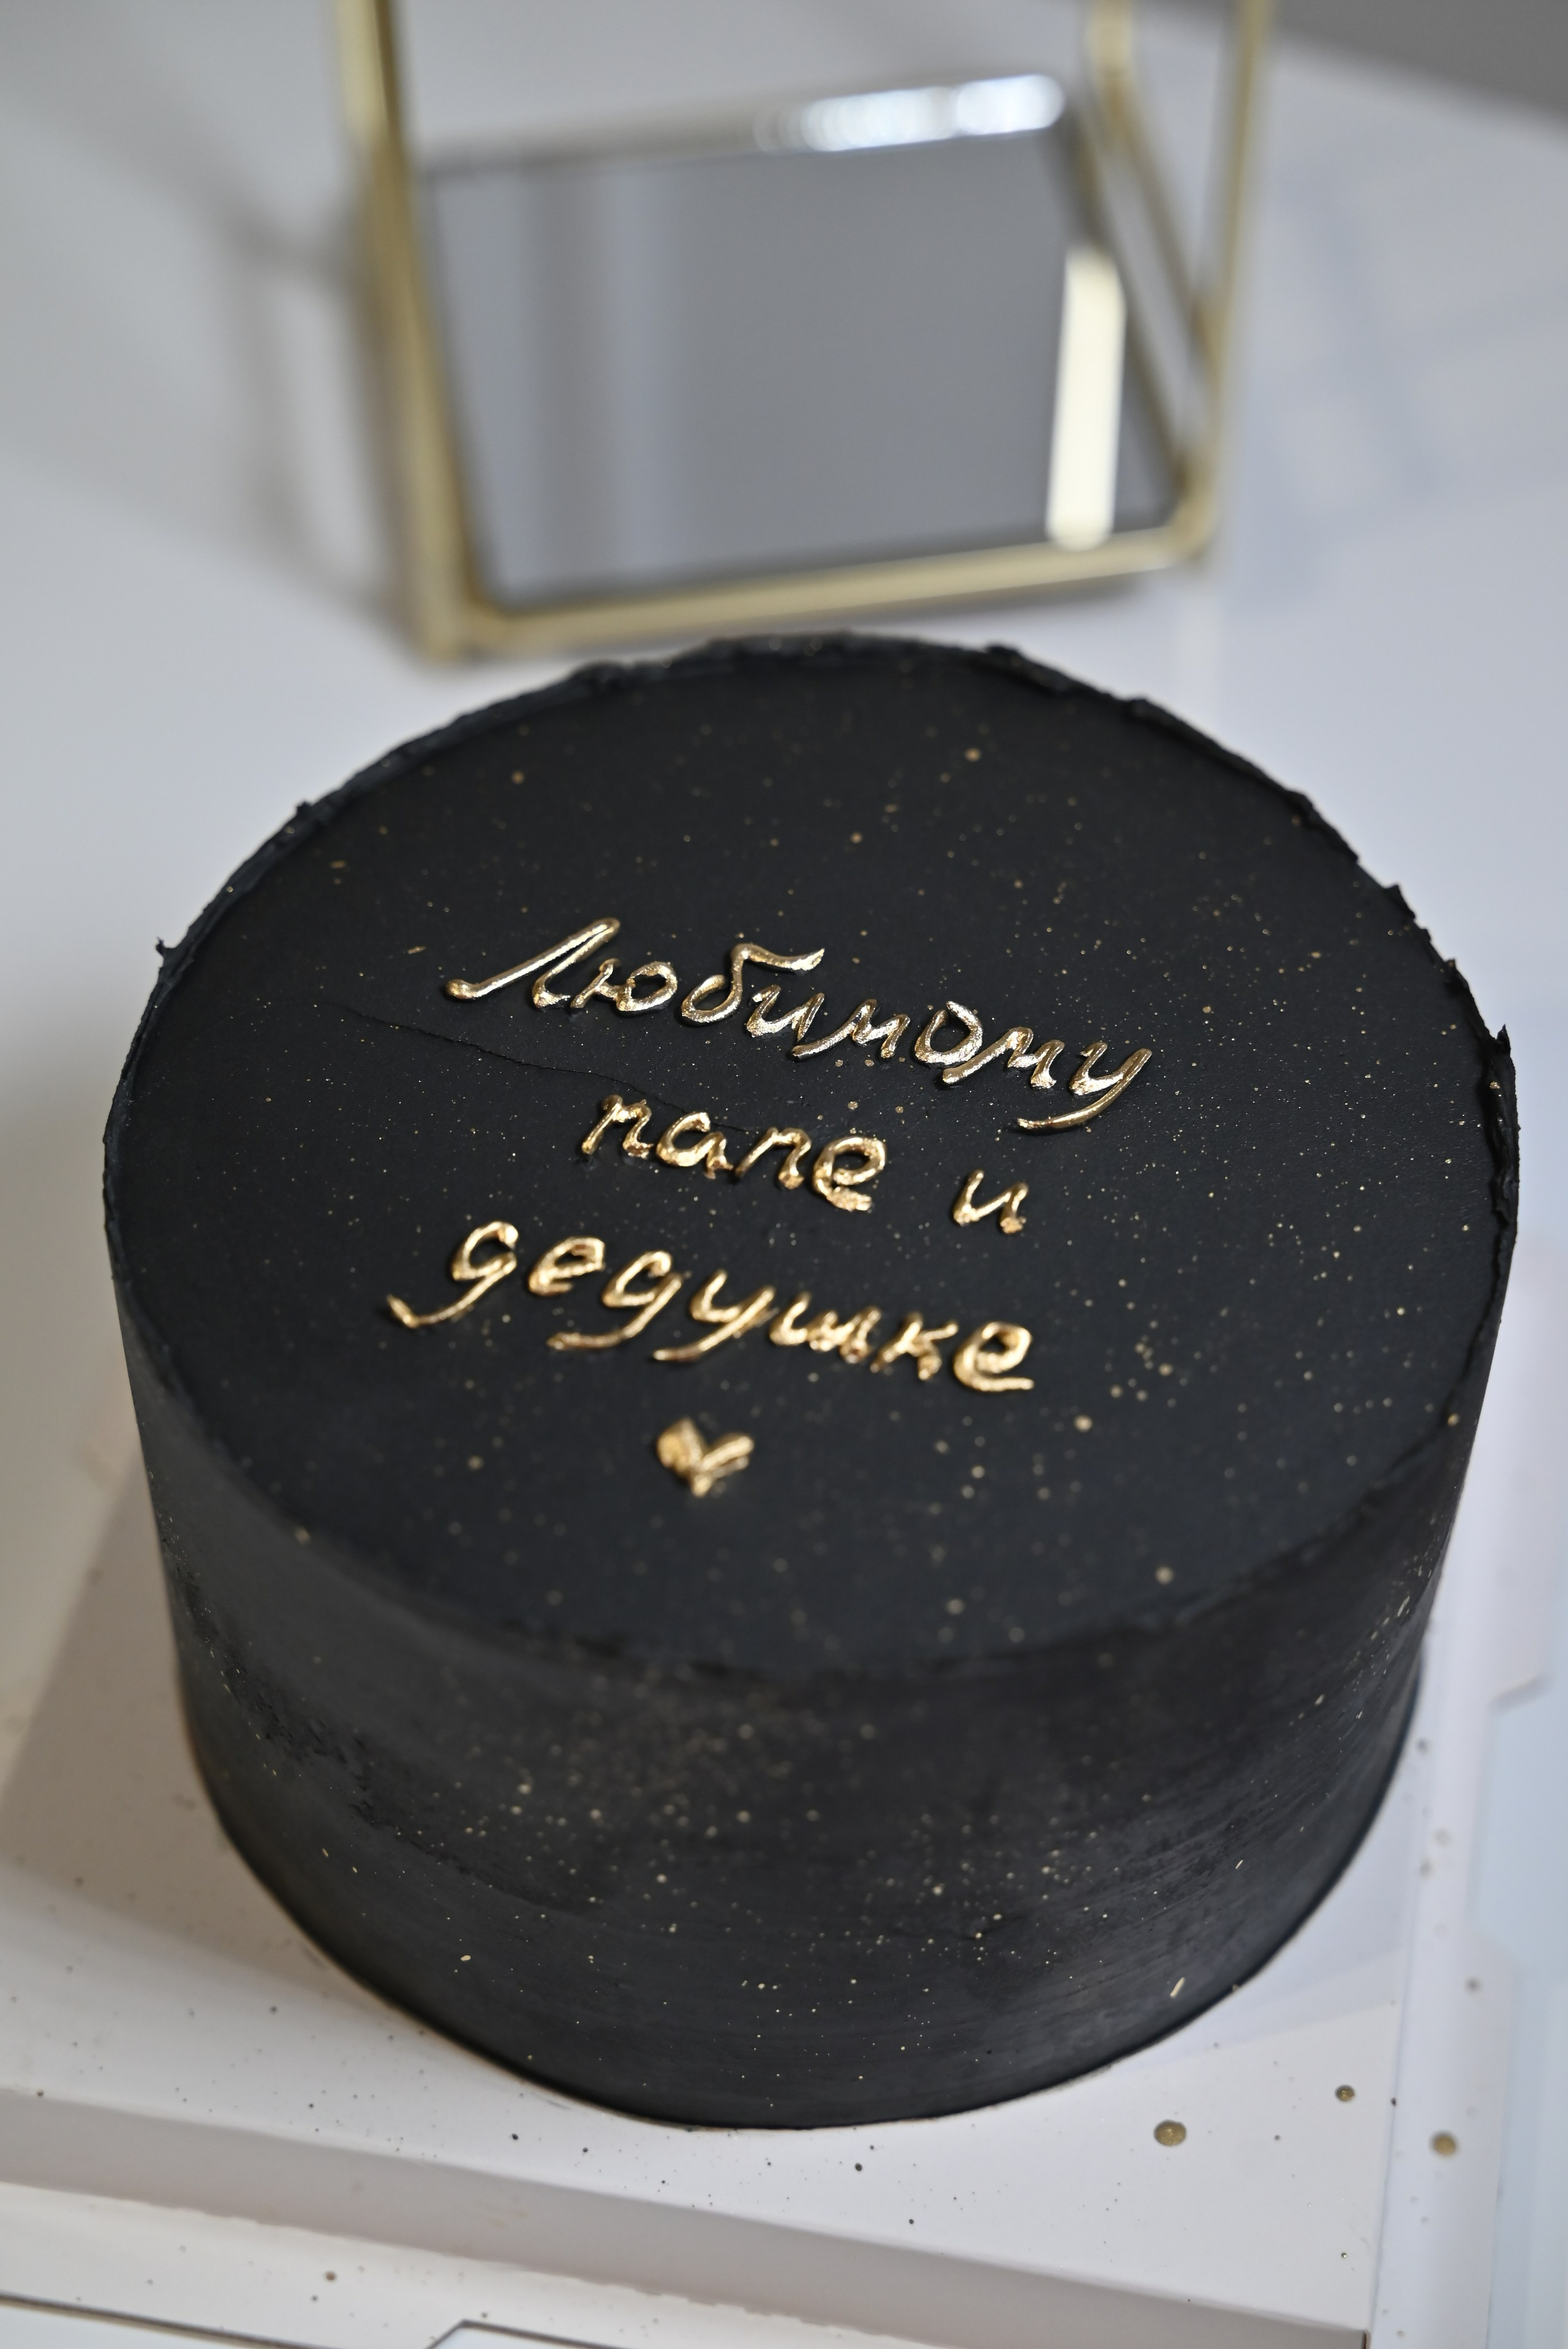 Любимому
папе и
дедушке